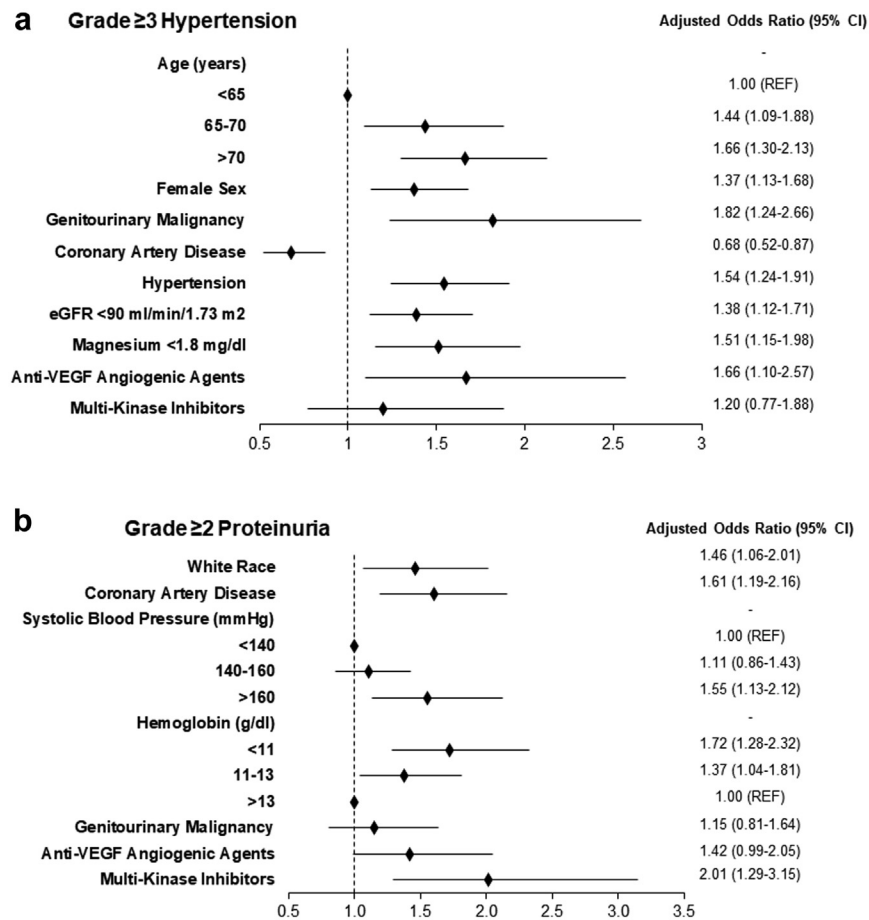 a Grade ≥3 Hypertension Adjusted Odds Ratio (95% CI)
Age (years) -
<65 1.00 (REF)
65-70 1.44 (1.09-1.88)
>70 1.66 (1.30-2.13)
Female Sex 1.37 (1.13-1.68)
Genitourinary Malignancy 1.82 (1.24-2.66)
Coronary Artery Disease 0.68 (0.52-0.87)
Hypertension 1.54 (1.24-1.91)
eGFR <90 ml/min/1.73 m2 1.38 (1.12-1.71)
Magnesium <1.8 mg/dl 1.51 (1.15-1.98)
Anti-VEGF Angiogenic Agents 1.66 (1.10-2.57)
Multi-Kinase Inhibitors 1.20 (0.77-1.88)
0.5 1 1.5 2 2.5 3
b Grade ≥2 Proteinuria Adjusted Odds Ratio (95% CI)
White Race 1.46 (1.06-2.01)
Coronary Artery Disease 1.61 (1.19-2.16)
Systolic Blood Pressure (mmHg) -
<140 1.00 (REF)
140-160 1.11 (0.86-1.43)
>160 1.55 (1.13-2.12)
Hemoglobin (g/dl) -
<11 1.72 (1.28-2.32)
11-13 1.37 (1.04-1.81)
>13 1.00 (REF)
Genitourinary Malignancy 1.15 (0.81-1.64)
Anti-VEGF Angiogenic Agents 1.42 (0.99-2.05)
Multi-Kinase Inhibitors 2.01 (1.29-3.15)
0.5 1.0 1.5 2.0 2.5 3.0 3.5